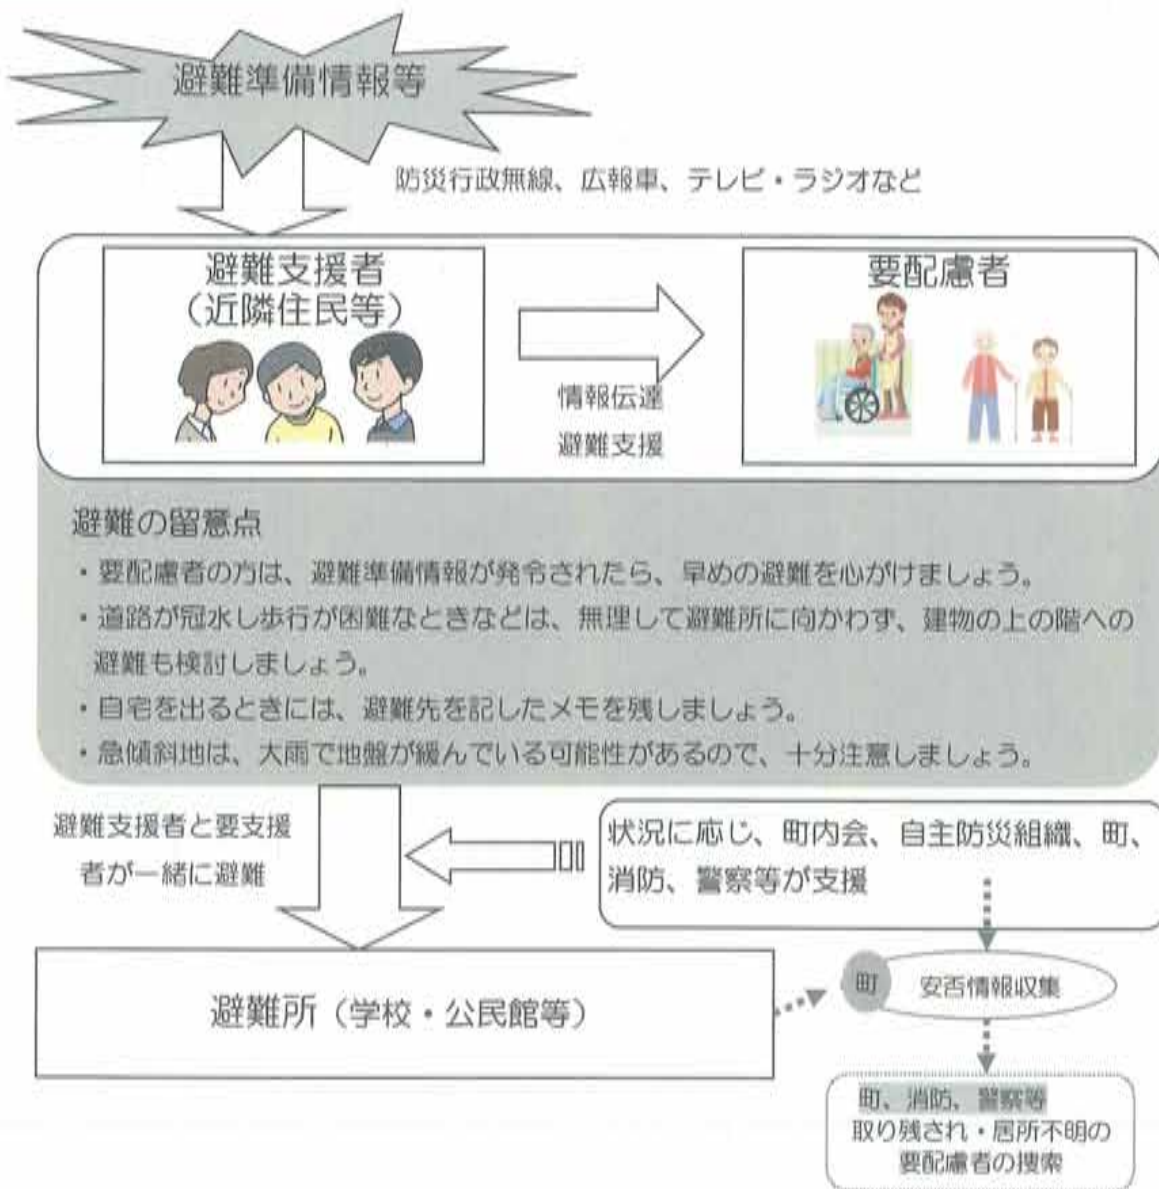 避難準備情報等
防災行政無線、広報車、テレビ・ラジオなど
避難支援者
（近隣住民等）
情報伝達
避難支援
要配慮者
避難の留意点
・要配慮者の方は、避難準備情報が発令されたら、早めの避難を心がけましょう。
・道路が冠水し歩行が困難なときなどは、無理して避難所に向かわず、建物の上の階への
避難も検討しましょう。
・自宅を出るときには、避難先を記したメモを残しましょう。
・急傾斜地は、大雨で地盤が緩んでいる可能性があるので、十分注意しましょう。
避難支援者と要支援
者が一緒に避難
状況に応じ、町内会、自主防災組織、町、
消防、警察等が支援
避難所（学校・公民館等）
町
安否情報収集
町、消防、警察等
取り残され・居所不明の
要配慮者の捜索